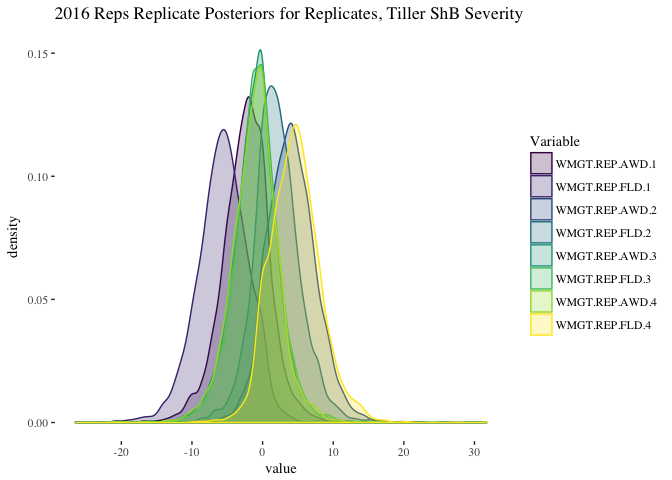 2016 Reps Replicate Posteriors for Replicates, Tiller ShB Severity
0.15
0.10
0.05
0.00
density
-20
-10
0
10
20
30
value
Variable
WMGT.REP.AWD.1
WMGT.REP.FLD.1
WMGT.REP.AWD.2
WMGT.REP.FLD.2
WMGT.REP.AWD.3
WMGT.REP.FLD.3
WMGT.REP.AWD.4
WMGT.REP.FLD.4